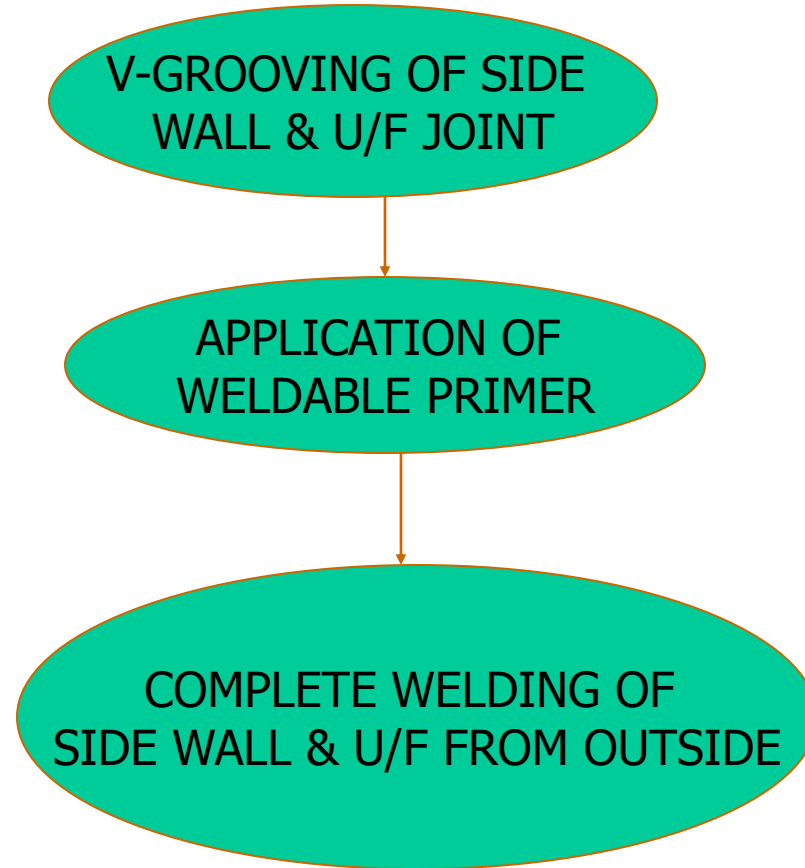 V-GROOVING OF SIDE
WALL & U/F JOINT
APPLICATION OF
WELDABLE PRIMER
COMPLETE WELDING OF
SIDE WALL & U/F FROM OUTSIDE